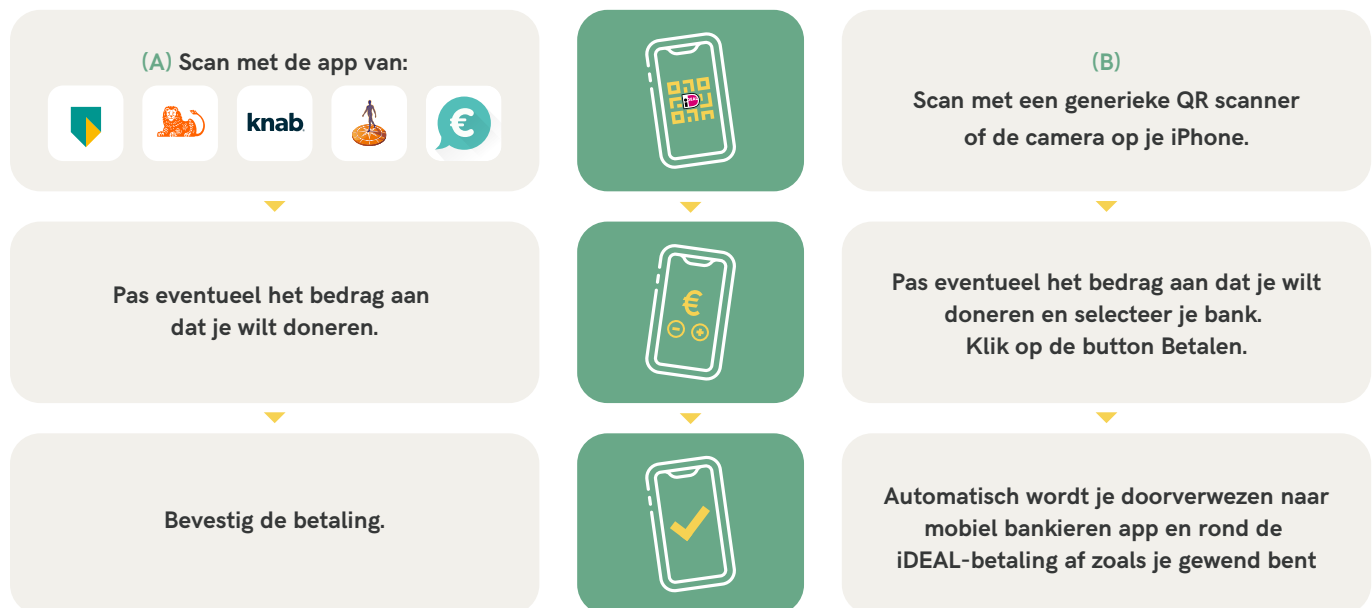 (A) Scan met de app van:
knab.
€
Pas eventueel het bedrag aan
dat je wilt doneren.
Bevestig de betaling.
iD
€
(B)
Scan met een generieke QR scanner
of de camera op je iPhone.
Pas eventueel het bedrag aan dat je wilt
doneren en selecteer je bank.
Klik op de button Betalen.
Automatisch wordt je doorverwezen naar
mobiel bankieren app en rond de
iDEAL-betaling af zoals je gewend bent